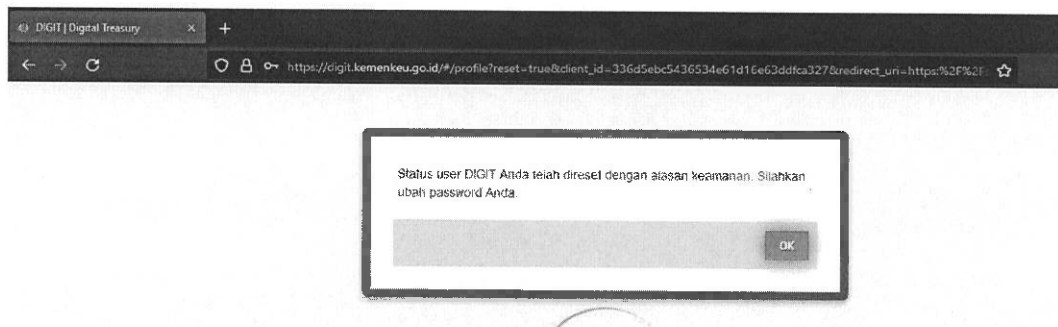 DIGIT | Digital Treasury × +
https://digit.kemenkeu.go.id/#/profile?reset=true&client_id=336d5ebc5436534e61d16e63ddfca327&redirect_uri=https:%2F%2F
Status user DIGIT Anda telah direset dengan alasan keamanan. Silahkan
ubah password Anda.
OK